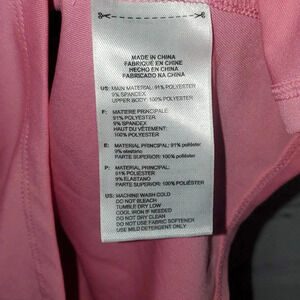 MADE IN CHINA
FABRIQUÉ EN CHINE
HECHO EN CHINA
FABRICADO NA CHINA
US: MAIN MATERIAL: 91% POLYESTER
9% SPANDEX
UPPER BODY: 100% POLYESTER
F: MATIERE PRINCIPALE:
91% POLYESTER
9% SPANDEX
HAUT DU VÊTEMENT:
100% POLYESTER
E: MATERIAL PRINCIPAL: 91% poliéster
9% elastano
PARTE SUPERIOR: 100% poliéster
P: MATERIAL PRINCIPAL:
91% POLIÉSTER
9% ELASTANO
PARTE SUPERIOR: 100% POLIÉSTER
US: MACHINE WASH COLD
DO NOT BLEACH
TUMBLE DRY LOW
COOL IRON IF NEEDED
DO NOT DRY CLEAN
DO NOT USE SOFTENER
USE MILD DETERGENT ONLY